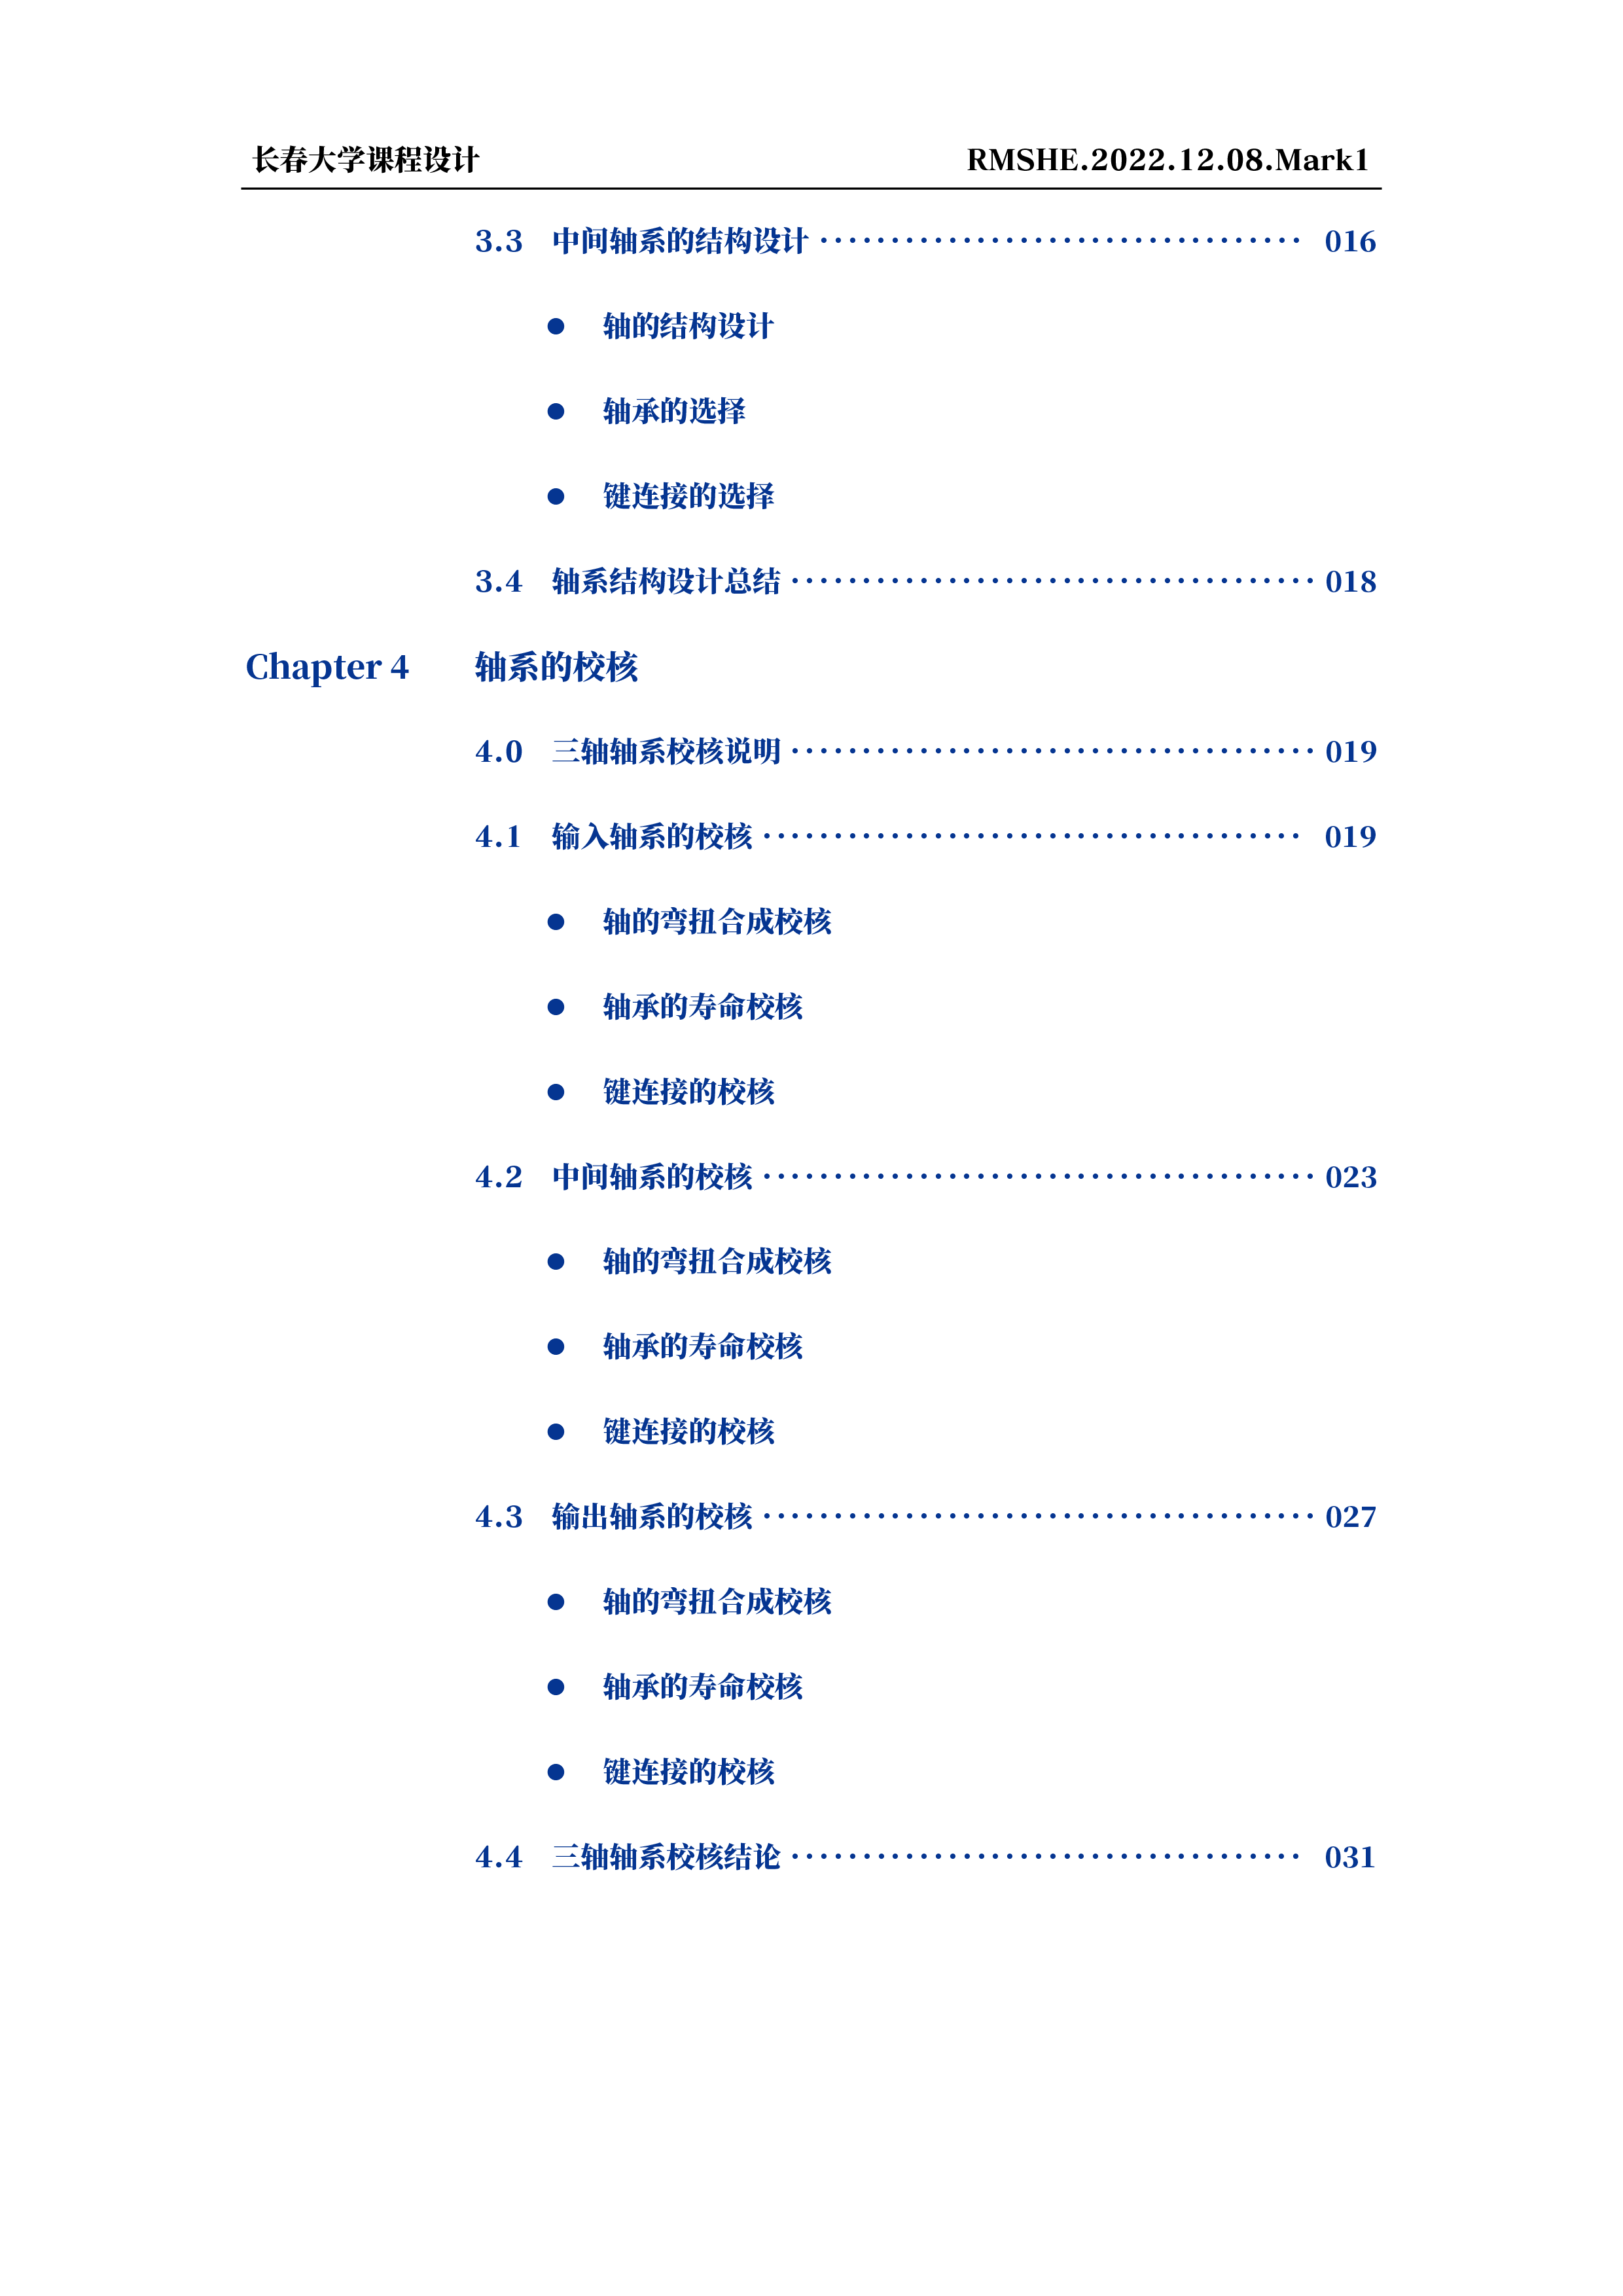 长春大学课程设计 RMSHE.2022.12.08.Mark1
3.3 中间轴系的结构设计 ·································· 016
● 轴的结构设计
● 轴承的选择
● 键连接的选择
3.4 轴系结构设计总结 ····································· 018
Chapter 4 轴系的校核
4.0 三轴轴系校核说明 ····································· 019
4.1 输入轴系的校核 ······································ 019
● 轴的弯扭合成校核
● 轴承的寿命校核
● 键连接的校核
4.2 中间轴系的校核 ······································· 023
● 轴的弯扭合成校核
● 轴承的寿命校核
● 键连接的校核
4.3 输出轴系的校核 ······································· 027
● 轴的弯扭合成校核
● 轴承的寿命校核
● 键连接的校核
4.4 三轴轴系校核结论 ···································· 031